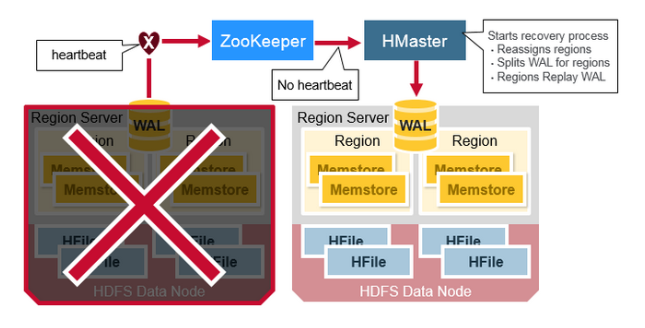 heartbeat
X
ZooKeeper
HMaster
Starts recovery process
• Reassigns regions
• Splits WAL for regions
• Regions Replay WAL
No heartbeat
Region Server
WAL
Region
Memstore
Memstore
Memstore
HFile
HFile
HFile
HFile
HDFS Data Node
Region Server
WAL
Region
Region
Memstore
Memstore
Memstore
Memstore
HFile
HFile
HFile
HFile
HDFS Data Node